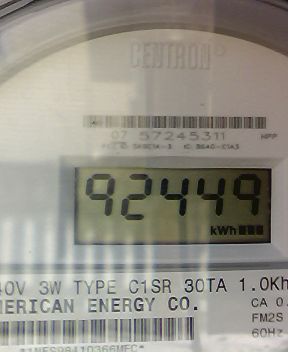 CENTRON®
07 57245311
92449
kWh
40V 3W TYPE C1SR 30TA 1.0Kh
MERICAN ENERGY CO.
CA 0.
FM2S
60Hz